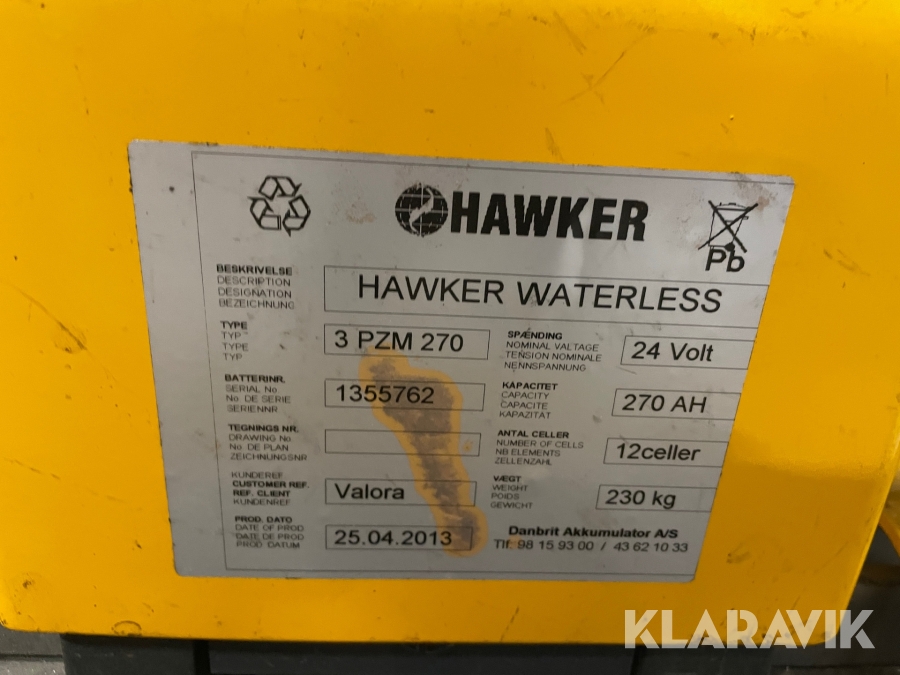 HAWKER
Pb
BESKRIVELSE
DESCRIPTION
DESIGNATION
BEZEICHNUNG
HAWKER WATERLESS
TYPE
TYP
TYPE
TYP
3 PZM 270
SPÆNDING
NOMINAL VALTAGE
TENSION NOMINALE
NENNSPANNUNG
24 Volt
BATTERINR.
SERIAL No
No. DE SERIE
SERIENNR
1355762
KAPACITET
CAPACITY
CAPACITE
KAPAZITAT
270 AH
TEGNINGS NR.
DRAWING No.
No. DE PLAN
ZEICHNUNGSNR
ANTAL CELLER
NUMBER OF CELLS
NB ELEMENTS
ZELLENZAHL
12celler
KUNDEREF
CUSTOMER REF.
REF. CLIENT
KUNDENREF
Valora
VÆGT
WEIGHT
POIDS
GEWICHT
230 kg
PROD. DATO
DATE OF PROD
DATE DE PROD
PROD DATUM
25.04.2013
Danbrit Akkumulator A/S
Tlf. 98 15 93 00 / 43 62 10 33
KLARAVIK